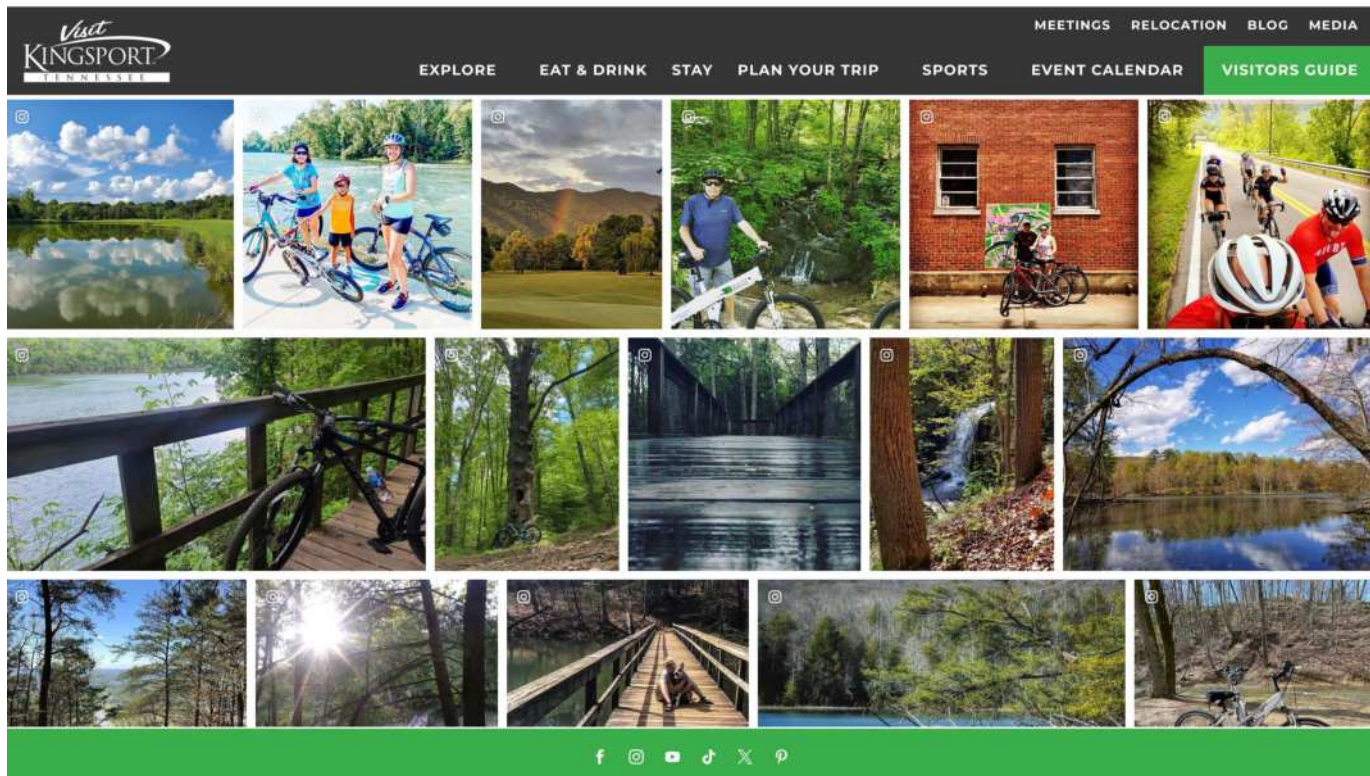 Visit
KINGSPORT
TENNESSEE
MEETINGS RELOCATION BLOG MEDIA
EXPLORE EAT & DRINK STAY PLAN YOUR TRIP SPORTS EVENT CALENDAR VISITORS GUIDE